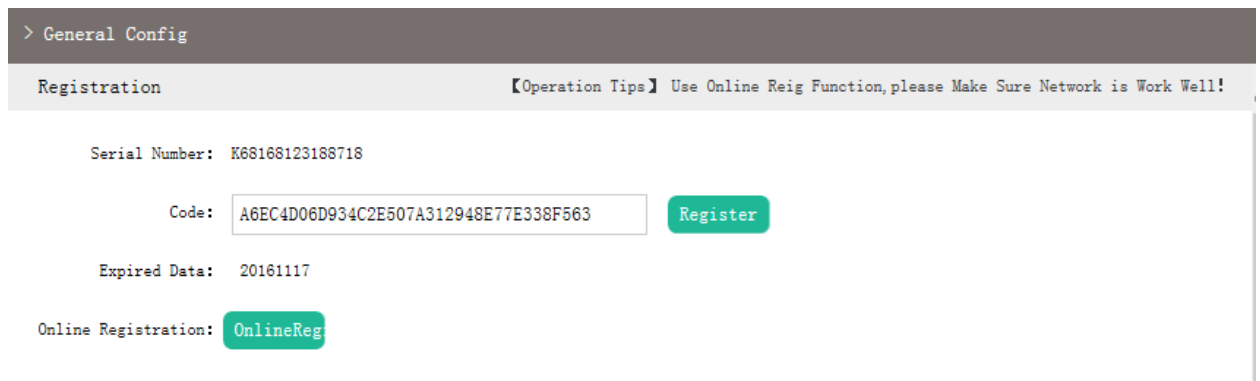 > General Config
Registration 【Operation Tips】 Use Online Reig Function,please Make Sure Network is Work Well!
Serial Number: K68168123188718
Code: A6EC4D06D934C2E507A312948E77E338F563 Register
Expired Data: 20161117
Online Registration: OnlineReg